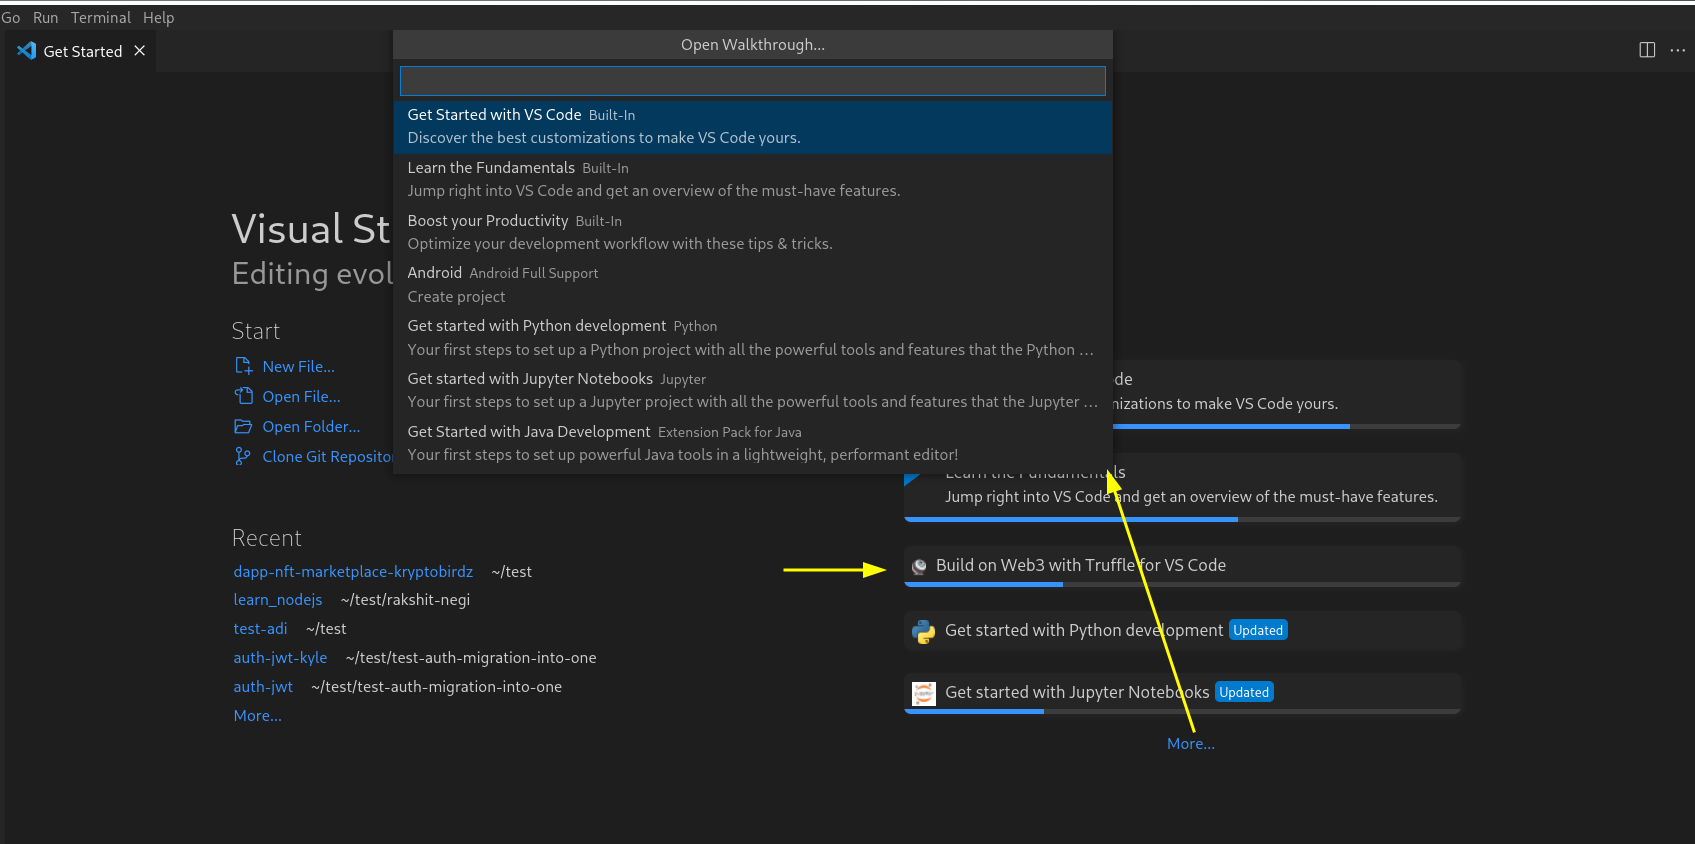 Go Run Terminal Help
Get Started
Open Walkthrough...
Get Started with VS Code Built-In
Discover the best customizations to make VS Code yours.
Learn the Fundamentals Built-In
Jump right into VS Code and get an overview of the must-have features.
Boost your Productivity Built-In
Optimize your development workflow with these tips & tricks.
Android Android Full Support
Create project
Get started with Python development Python
Your first steps to set up a Python project with all the powerful tools and features that the Python ...
Get started with Jupyter Notebooks Jupyter
Your first steps to set up a Jupyter project with all the powerful tools and features that the Jupyter ...
Get Started with Java Development Extension Pack for Java
Your first steps to set up powerful Java tools in a lightweight, performant editor!
Visual St
Editing evol
Start
New File...
Open File...
Open Folder...
Clone Git Reposito
Recent
dapp-nft-marketplace-kryptobirdz ~/test
learn_nodejs ~/test/rakshit-negi
test-adi ~/test
auth-jwt-kyle ~/test/test-auth-migration-into-one
auth-jwt ~/test/test-auth-migration-into-one
More...
de
nizations to make VS Code yours.
Learn the Fundamentals
Jump right into VS Code and get an overview of the must-have features.
Build on Web3 with Truffle for VS Code
Get started with Python development Updated
Get started with Jupyter Notebooks Updated
More...